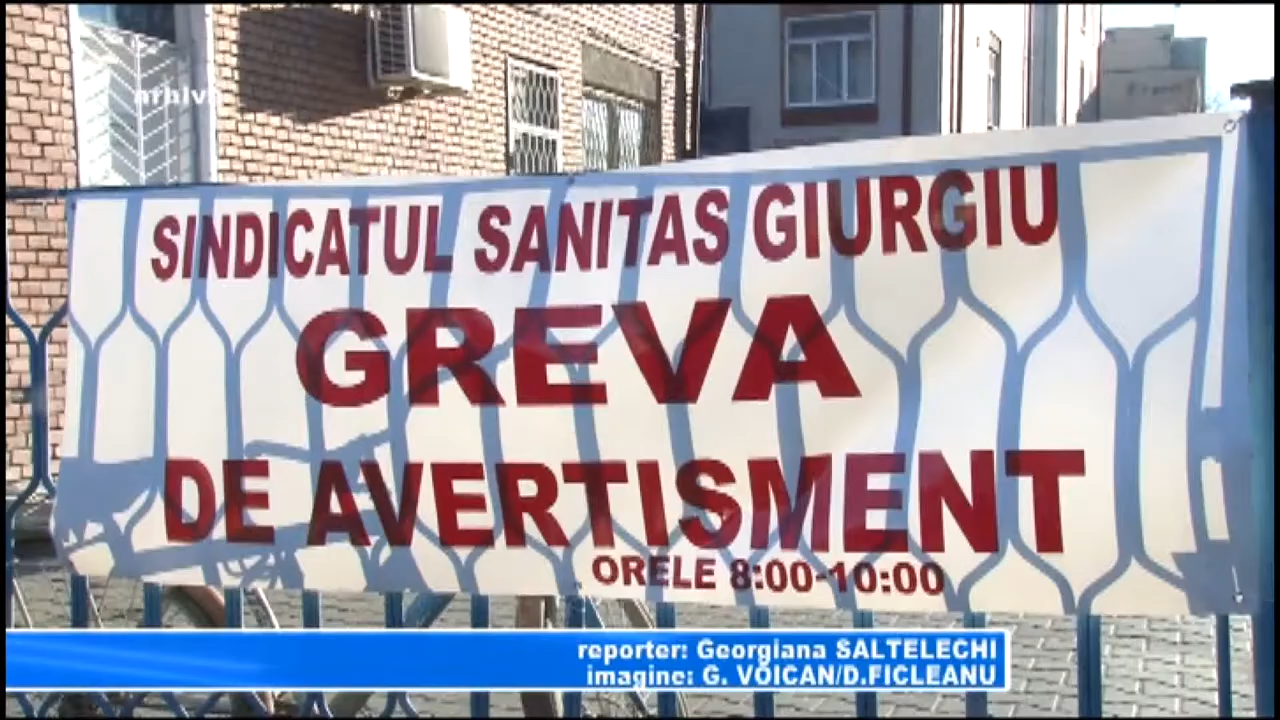 arhiva
SINDICATUL SANITAS GIURGIU
GREVA
DE AVERTISMENT
ORELE 8:00-10:00
reporter: Georgiana SALTELECHI
imagine: G. VOICAN/D.FICLEANU